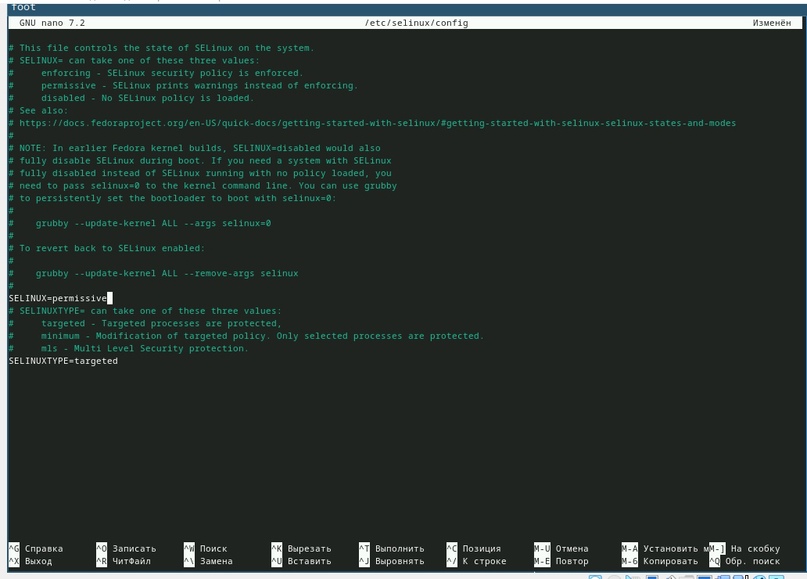 foot
GNU nano 7.2 /etc/selinux/config Изменён
# This file controls the state of SELinux on the system.
# SELINUX= can take one of these three values:
#     enforcing - SELinux security policy is enforced.
#     permissive - SELinux prints warnings instead of enforcing.
#     disabled - No SELinux policy is loaded.
# See also:
# https://docs.fedoraproject.org/en-US/quick-docs/getting-started-with-selinux/#getting-started-with-selinux-selinux-states-and-modes
#
# NOTE: In earlier Fedora kernel builds, SELINUX=disabled would also
# fully disable SELinux during boot. If you need a system with SELinux
# fully disabled instead of SELinux running with no policy loaded, you
# need to pass selinux=0 to the kernel command line. You can use grubby
# to persistently set the bootloader to boot with selinux=0:
#
#    grubby --update-kernel ALL --args selinux=0
#
# To revert back to SELinux enabled:
#
#    grubby --update-kernel ALL --remove-args selinux
#
SELINUX=permissive
# SELINUXTYPE= can take one of these three values:
#     targeted - Targeted processes are protected,
#     minimum - Modification of targeted policy. Only selected processes are protected.
#     mls - Multi Level Security protection.
SELINUXTYPE=targeted
^G Справка ^O Записать ^W Поиск ^K Вырезать ^T Выполнить ^C Позиция M-U Отмена M-A Установить мM-] На скобку
^X Выход ^R ЧитФайл ^\ Замена ^U Вставить ^J Выровнять ^/ К строке M-E Повтор M-6 Копировать ^Q Обр. поиск